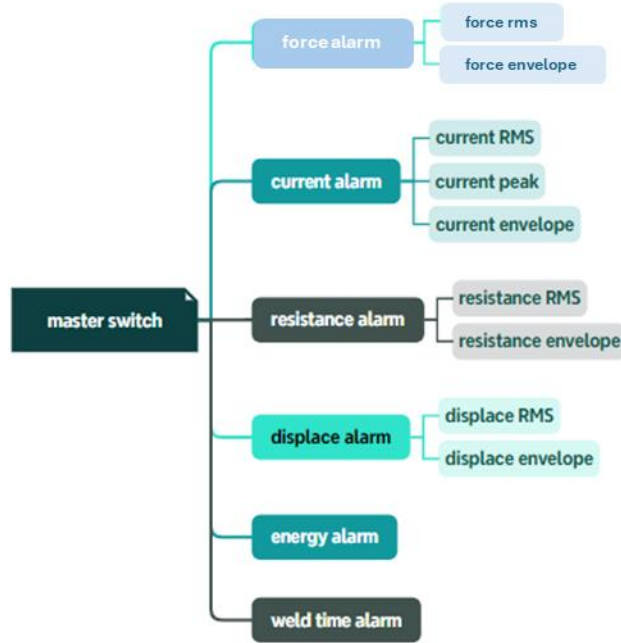 force alarm
force rms
force envelope
current alarm
current RMS
current peak
current envelope
master switch
resistance alarm
resistance RMS
resistance envelope
displace alarm
displace RMS
displace envelope
energy alarm
weld time alarm